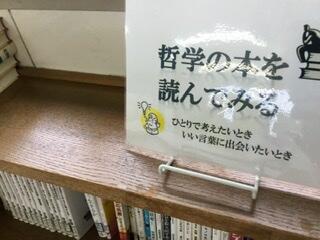 哲学の本を
読んでみる
ひとりで考えたいとき
いい言葉に出会いたいとき